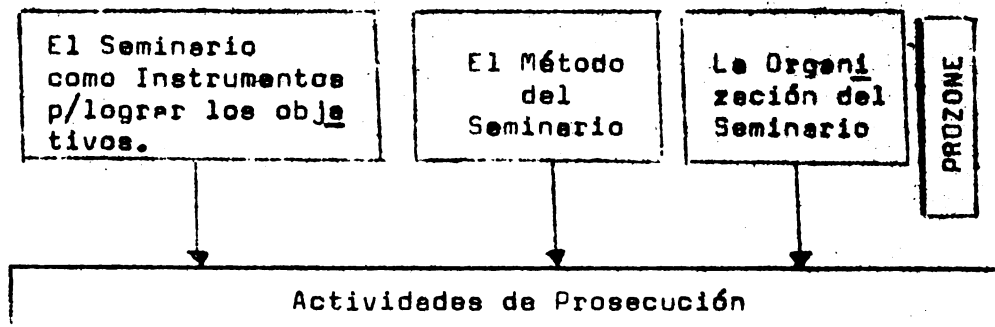 El Seminario
como Instrumentos
p/lograr los obje
tivos.
El Método
del
Seminario
La Organi
zación del
Seminario
PROZONE
Actividades de Prosecución